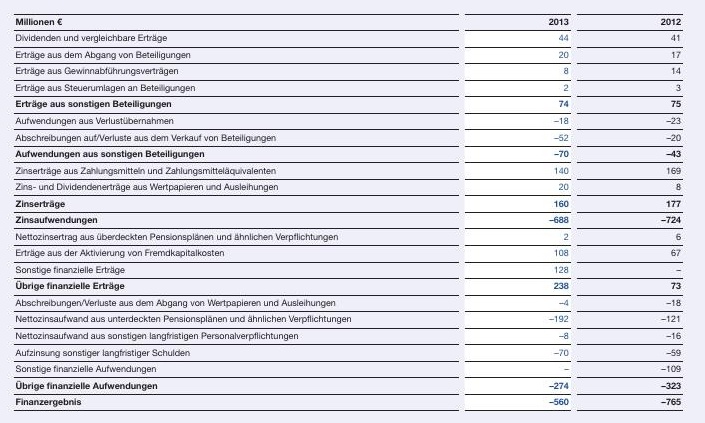 Millionen € 2013 2012
Dividenden und vergleichbare Erträge 44 41
Erträge aus dem Abgang von Beteiligungen 20 17
Erträge aus Gewinnabführungsverträgen 8 14
Erträge aus Steuerumlagen an Beteiligungen 2 3
Erträge aus sonstigen Beteiligungen 74 75
Aufwendungen aus Verlustübernahmen –18 –23
Abschreibungen auf/Verluste aus dem Verkauf von Beteiligungen –52 –20
Aufwendungen aus sonstigen Beteiligungen –70 –43
Zinserträge aus Zahlungsmitteln und Zahlungsmitteläquivalenten 140 169
Zins- und Dividendenerträge aus Wertpapieren und Ausleihungen 20 8
Zinserträge 160 177
Zinsaufwendungen –688 –724
Nettozinsertrag aus überdeckten Pensionsplänen und ähnlichen Verpflichtungen 2 6
Erträge aus der Aktivierung von Fremdkapitalkosten 108 67
Sonstige finanzielle Erträge 128 –
Übrige finanzielle Erträge 238 73
Abschreibungen/Verluste aus dem Abgang von Wertpapieren und Ausleihungen –4 –18
Nettozinsaufwand aus unterdeckten Pensionsplänen und ähnlichen Verpflichtungen –192 –121
Nettozinsaufwand aus sonstigen langfristigen Personalverpflichtungen –8 –16
Aufzinsung sonstiger langfristiger Schulden –70 –59
Sonstige finanzielle Aufwendungen – –109
Übrige finanzielle Aufwendungen –274 –323
Finanzergebnis –560 –765